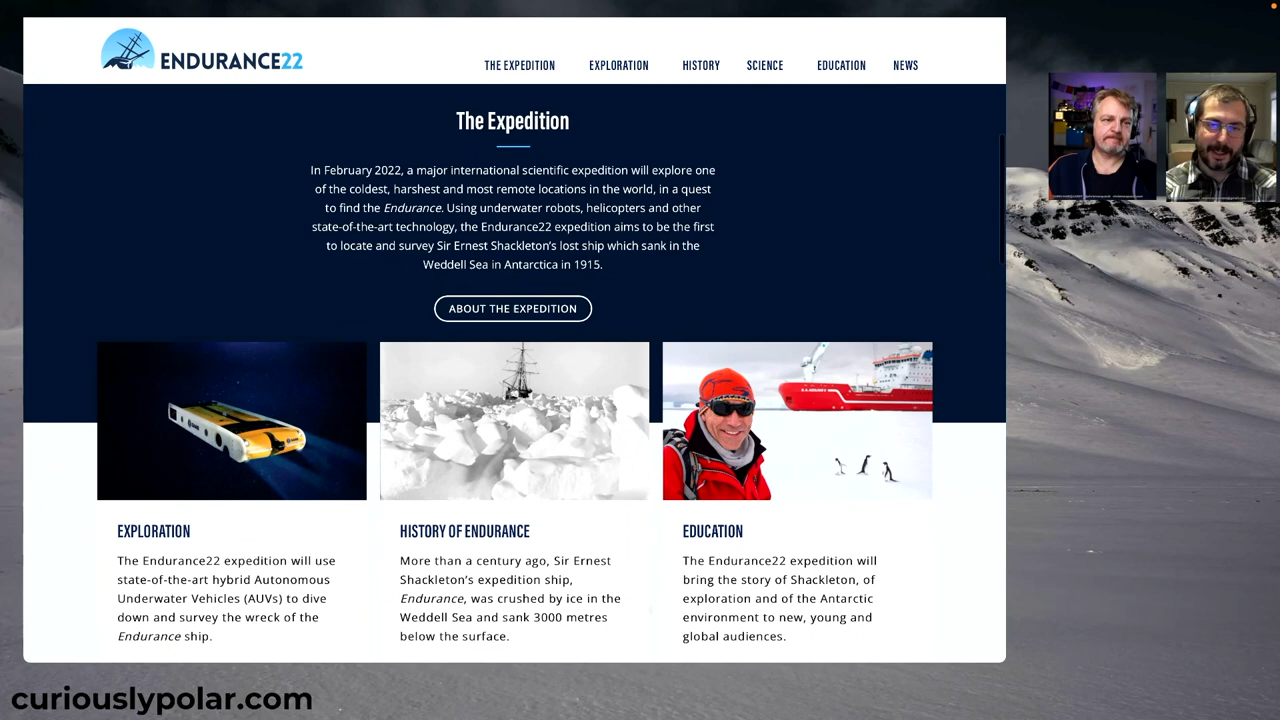 ENDURANCE22
THE EXPEDITION
EXPLORATION
HISTORY
SCIENCE
EDUCATION
NEWS
The Expedition
In February 2022, a major international scientific expedition will explore one
of the coldest, harshest and most remote locations in the world, in a quest
to find the Endurance. Using underwater robots, helicopters and other
state-of-the-art technology, the Endurance22 expedition aims to be the first
to locate and survey Sir Ernest Shackleton's lost ship which sank in the
Weddell Sea in Antarctica in 1915.
ABOUT THE EXPEDITION
EXPLORATION
The Endurance22 expedition will use
state-of-the-art hybrid Autonomous
Underwater Vehicles (AUVs) to dive
down and survey the wreck of the
Endurance ship.
HISTORY OF ENDURANCE
More than a century ago, Sir Ernest
Shackleton's expedition ship,
Endurance, was crushed by ice in the
Weddell Sea and sank 3000 metres
below the surface.
EDUCATION
The Endurance22 expedition will
bring the story of Shackleton, of
exploration and of the Antarctic
environment to new, young and
global audiences.
curiouslypolar.com